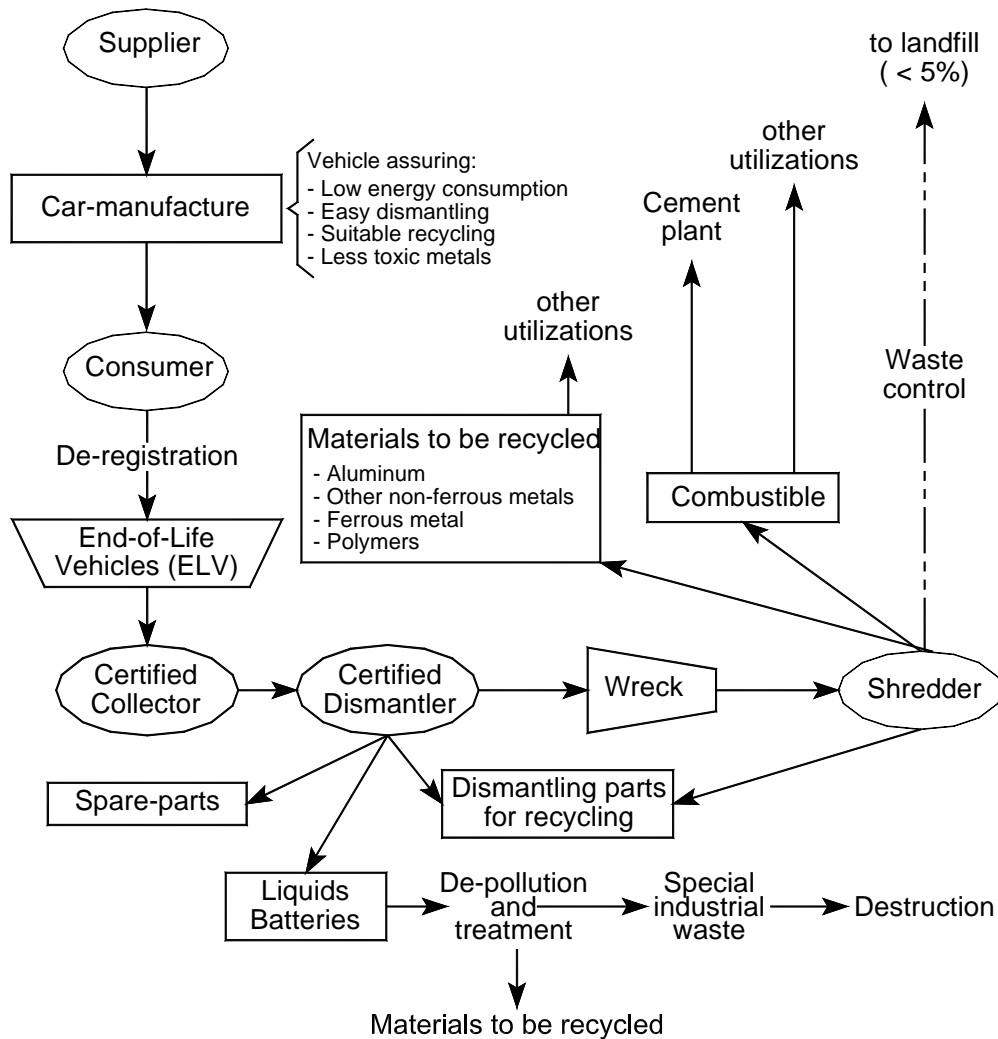 Supplier
to landfill
( < 5%)
other
utilizations
Vehicle assuring:
- Low energy consumption
- Easy dismantling
- Suitable recycling
- Less toxic metals
Car-manufacture
Cement
plant
other
utilizations
Consumer
Waste
control
De-registration
Materials to be recycled
- Aluminum
- Other non-ferrous metals
- Ferrous metal
- Polymers
Combustible
End-of-Life
Vehicles (ELV)
Certified
Collector
Certified
Dismantler
Wreck
Shredder
Spare-parts
Dismantling parts
for recycling
Liquids
Batteries
De-pollution
and
treatment
Special
industrial
waste
Destruction
Materials to be recycled